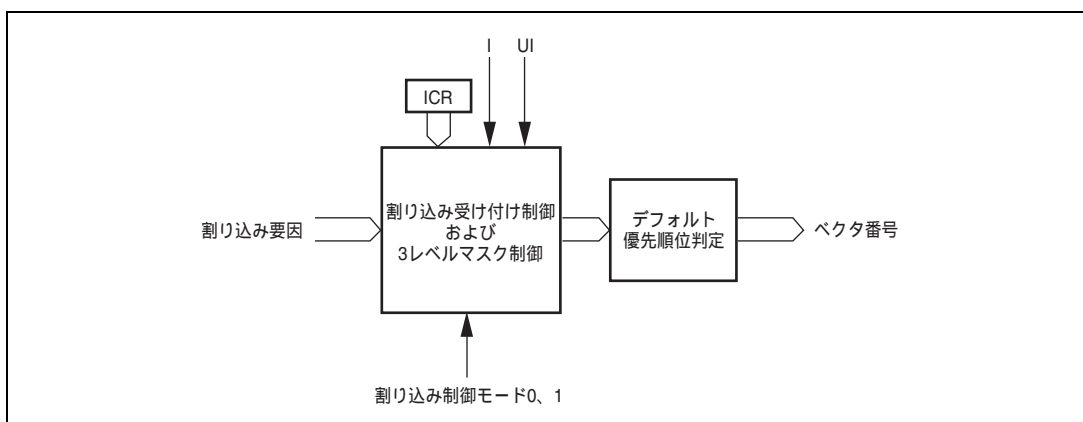 I UI
ICR
割り込み要因
割り込み受け付け制御
および
3レベルマスク制御
デフォルト
優先順位判定
ベクタ番号
割り込み制御モード0、1